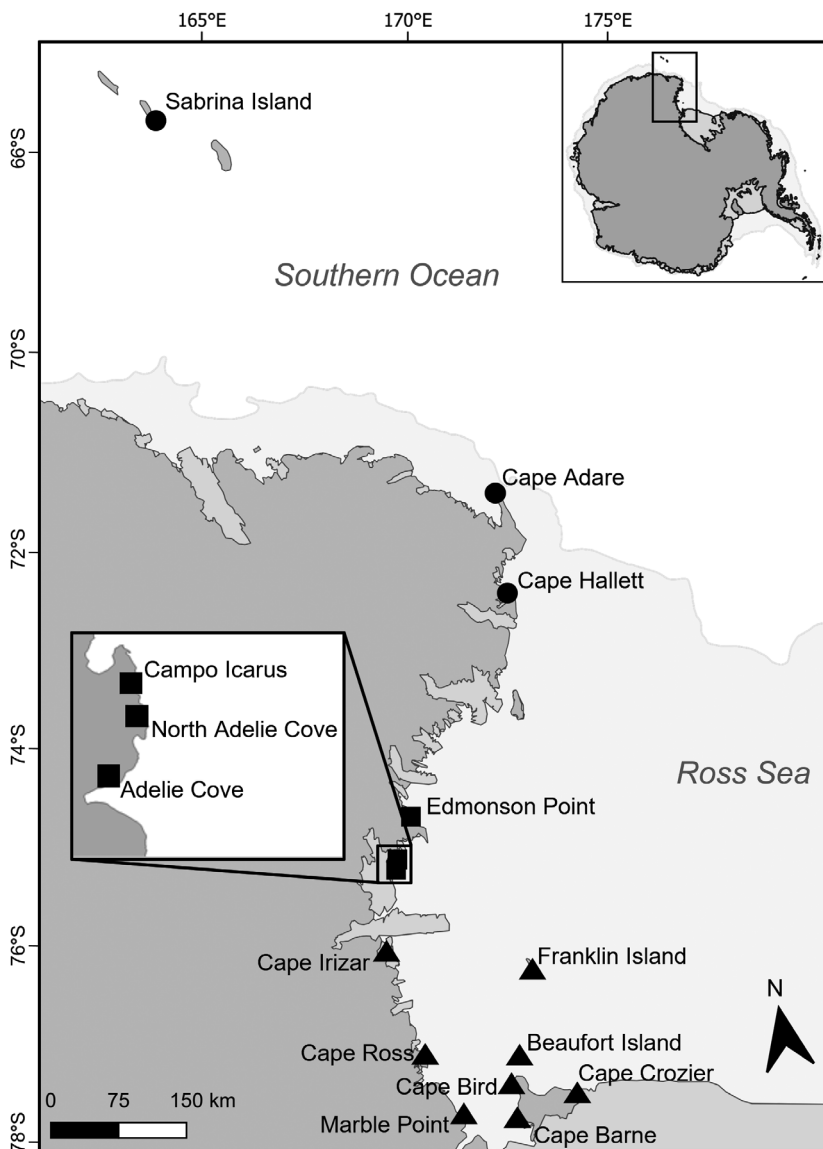 165°E 170°E 175°E
Sabrina Island
66°S
Southern Ocean
70°S
Cape Adare
72°S
Cape Hallett
Campo Icarus
North Adelie Cove
Adelie Cove
74°S
Ross Sea
Edmonson Point
76°S
Cape Irizar
Franklin Island
N
Cape Ross
Beaufort Island
Cape Bird
Cape Crozier
0 75 150 km
Marble Point
Cape Barne
78°S